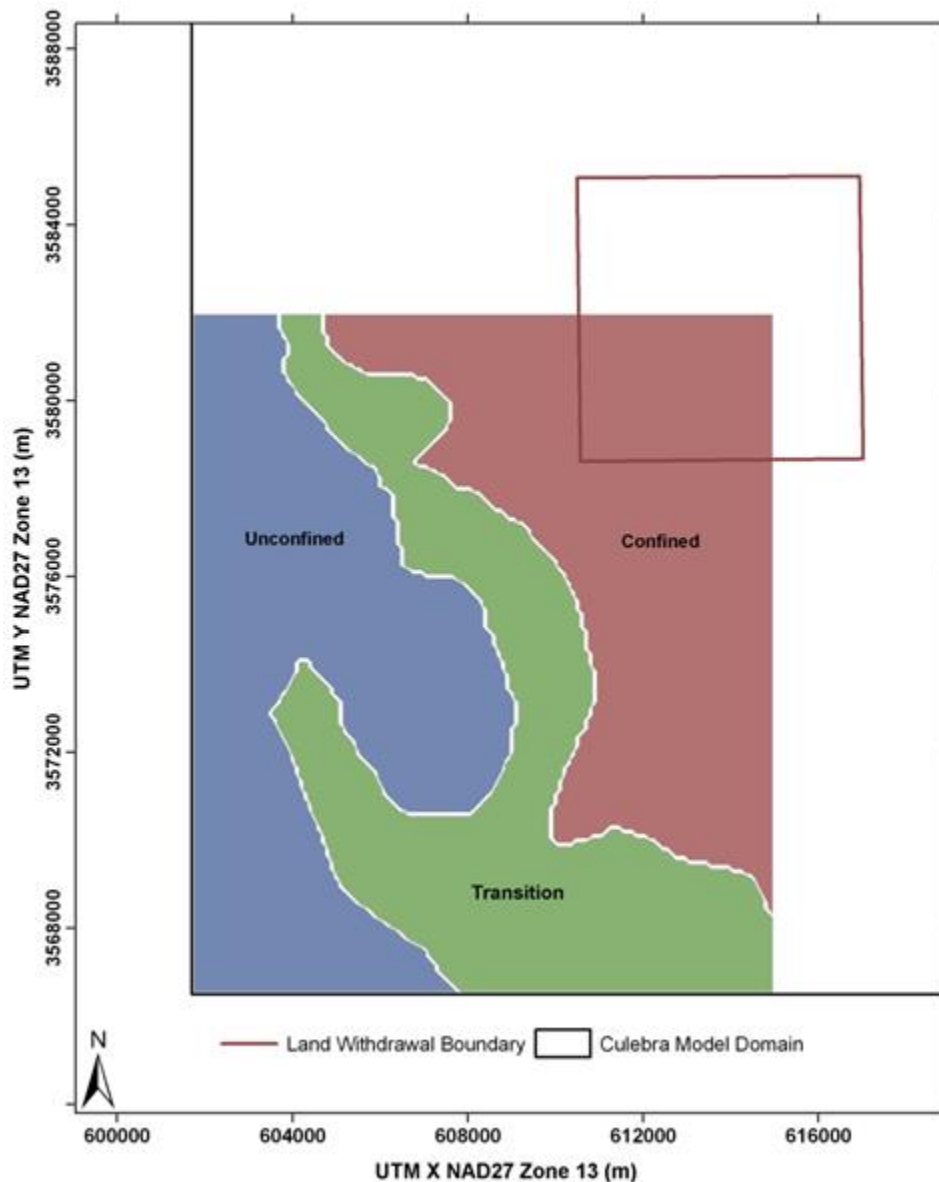 3588000
3584000
3580000
3576000
3572000
3568000
UTM Y NAD27 Zone 13 (m)
Unconfined
Confined
Transition
N
Land Withdrawal Boundary
Culebra Model Domain
600000
604000
608000
612000
616000
UTM X NAD27 Zone 13 (m)